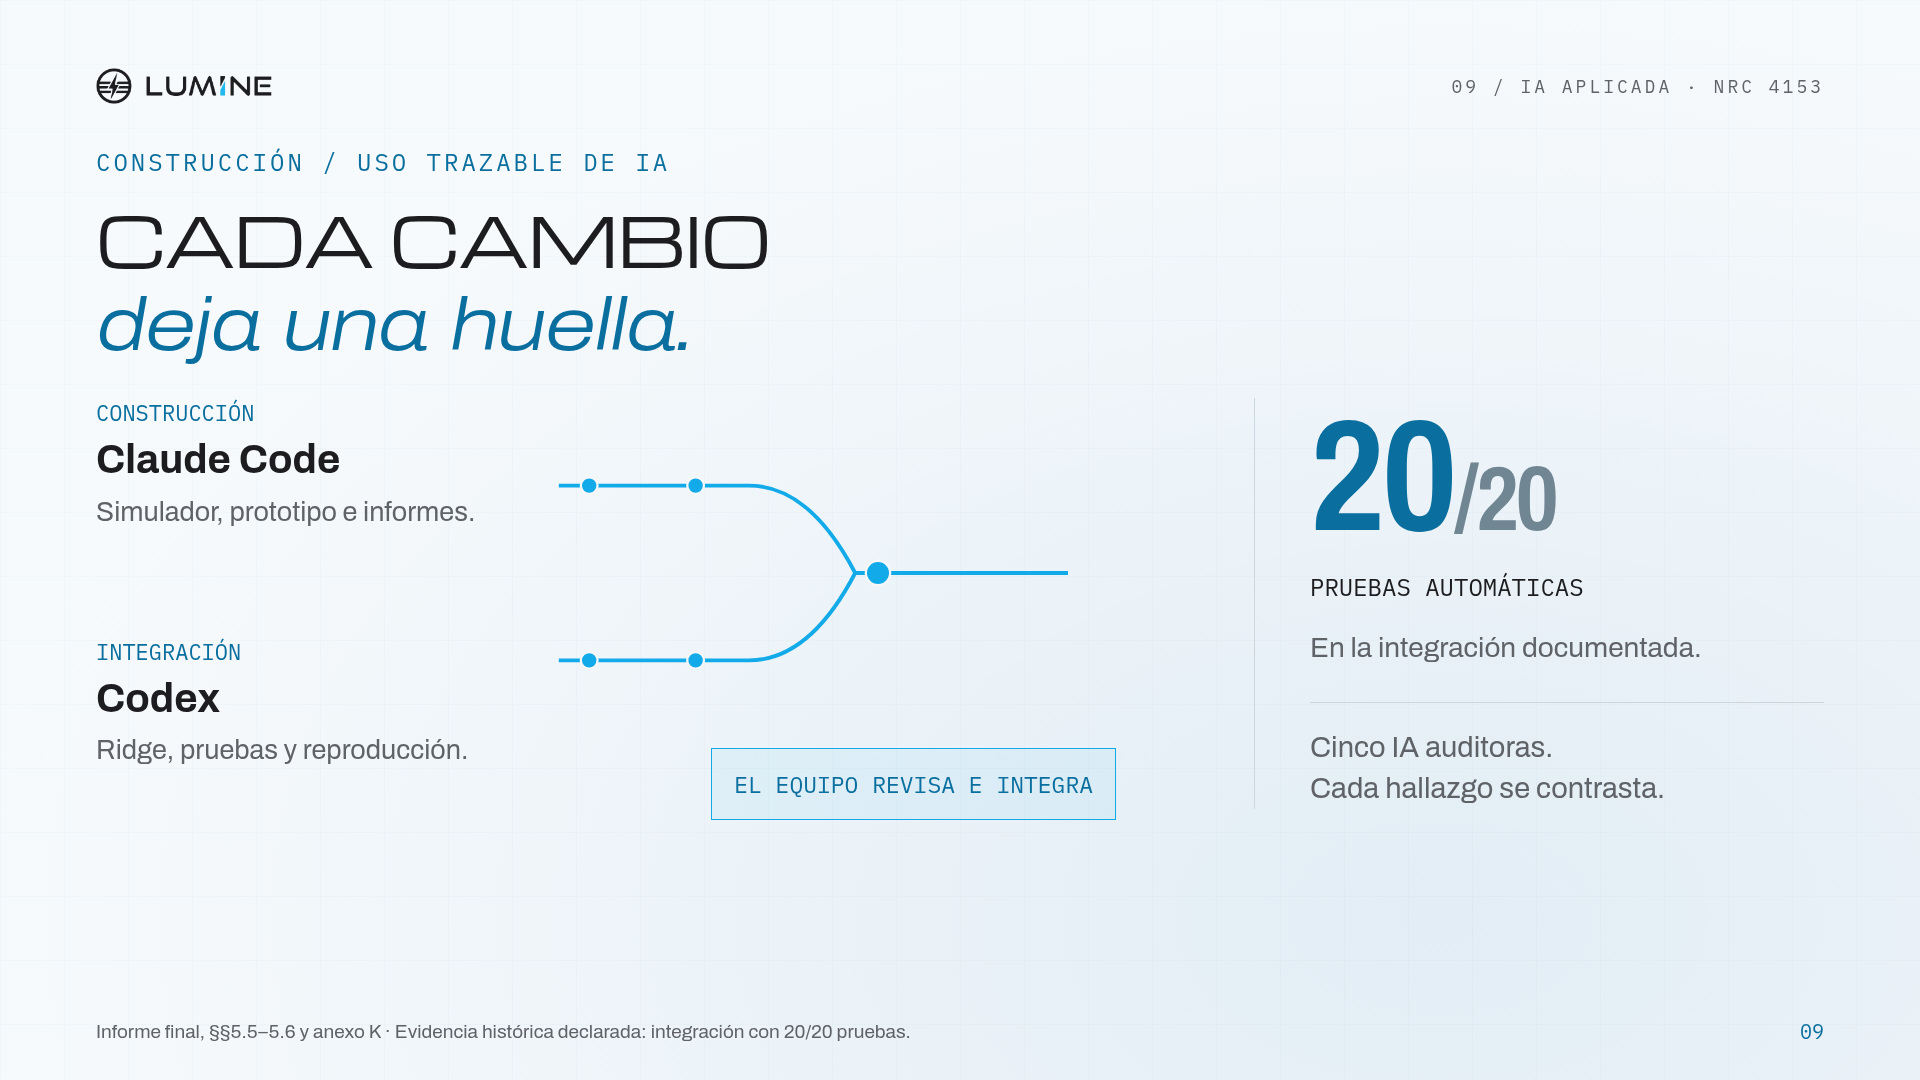 LUMINE
09 / IA APLICADA · NRC 4153
CONSTRUCCIÓN / USO TRAZABLE DE IA
CADA CAMBIO
deja una huella.
CONSTRUCCIÓN
Claude Code
Simulador, prototipo e informes.
INTEGRACIÓN
Codex
Ridge, pruebas y reproducción.
EL EQUIPO REVISA E INTEGRA
20/20
PRUEBAS AUTOMÁTICAS
En la integración documentada.
Cinco IA auditoras.
Cada hallazgo se contrasta.
Informe final, §§5.5–5.6 y anexo K · Evidencia histórica declarada: integración con 20/20 pruebas.
09